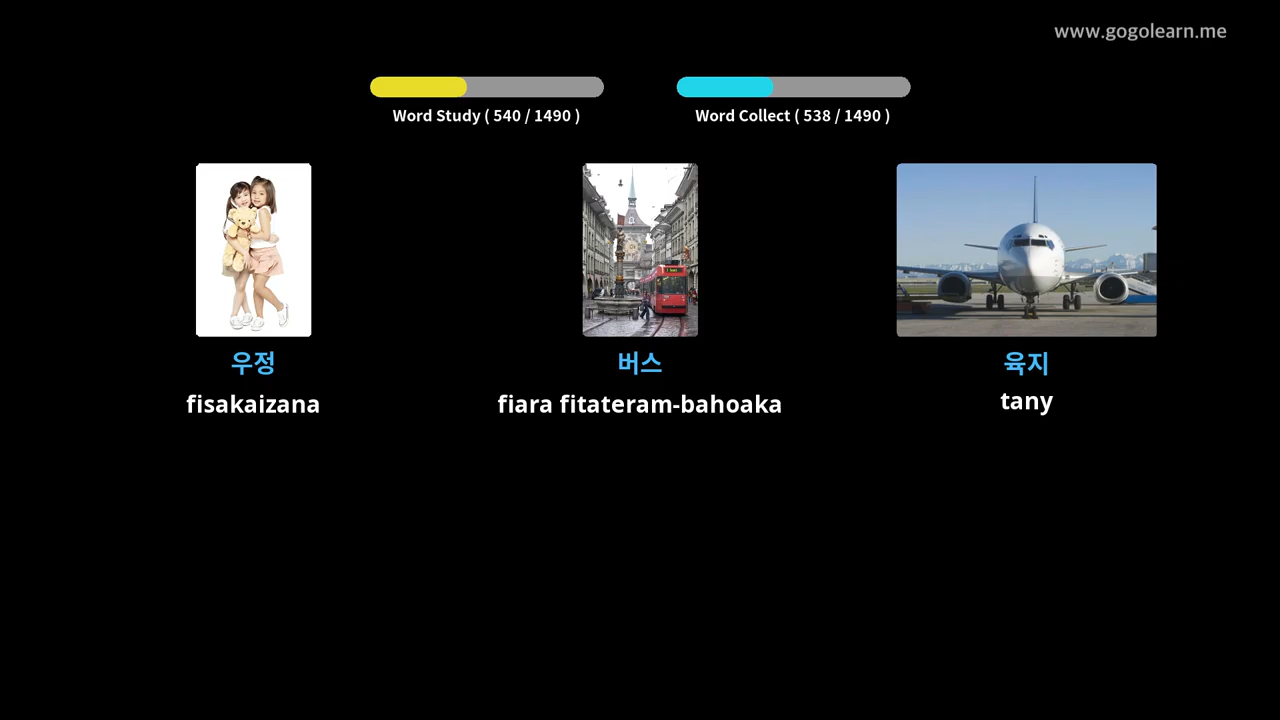 www.gogolearn.me
Word Study ( 540 / 1490 )
Word Collect ( 538 / 1490 )
우정
버스
육지
fisakaizana
fiara fitateram-bahoaka
tany